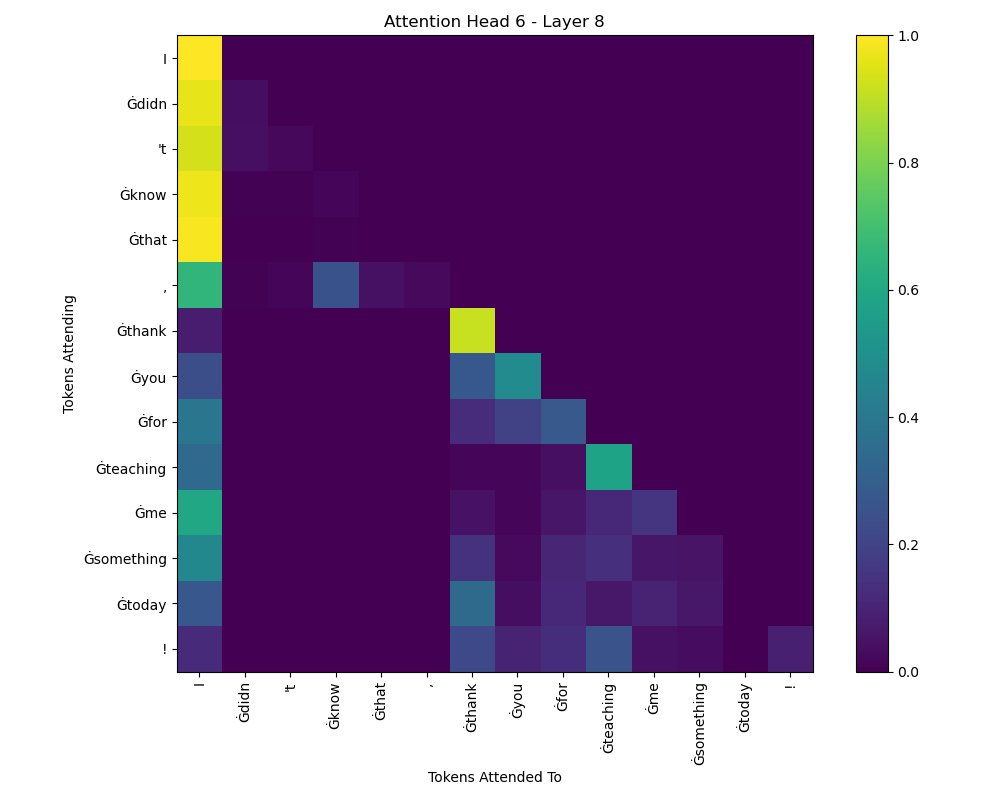 Attention Head 6 - Layer 8
I
Ġdidn
't
Ġknow
Ġthat
,
Ġthank
Ġyou
Ġfor
Ġteaching
Ġme
Ġsomething
Ġtoday
!
Tokens Attending
I
Ġdidn
't
Ġknow
Ġthat
,
Ġthank
Ġyou
Ġfor
Ġteaching
Ġme
Ġsomething
Ġtoday
!
Tokens Attended To
1.0
0.8
0.6
0.4
0.2
0.0